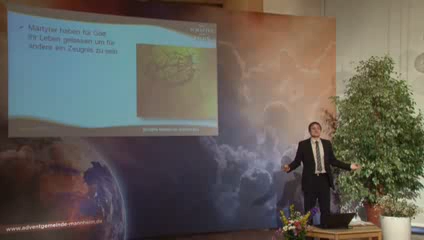 • Märtyrer haben für Gott
ihr Leben gelassen um für
andere ein Zeugnis zu sein
www.adventgemeinde-mannheim.de